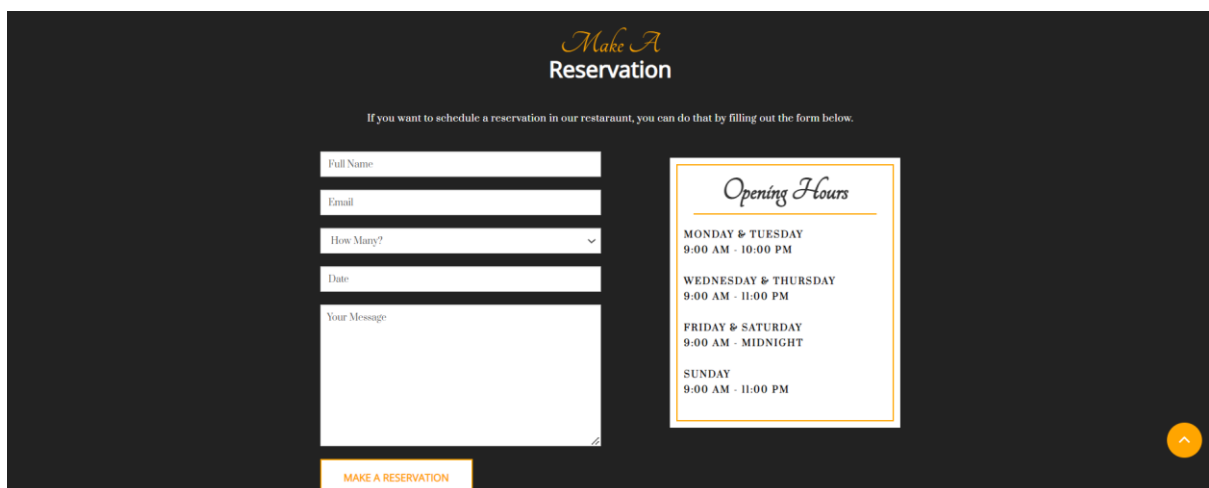 Make A
Reservation
If you want to schedule a reservation in our restaraunt, you can do that by filling out the form below.
Full Name
Email
How Many?
Date
Your Message
MAKE A RESERVATION
Opening Hours
MONDAY & TUESDAY
9:00 AM - 10:00 PM
WEDNESDAY & THURSDAY
9:00 AM - 11:00 PM
FRIDAY & SATURDAY
9:00 AM - MIDNIGHT
SUNDAY
9:00 AM - 11:00 PM